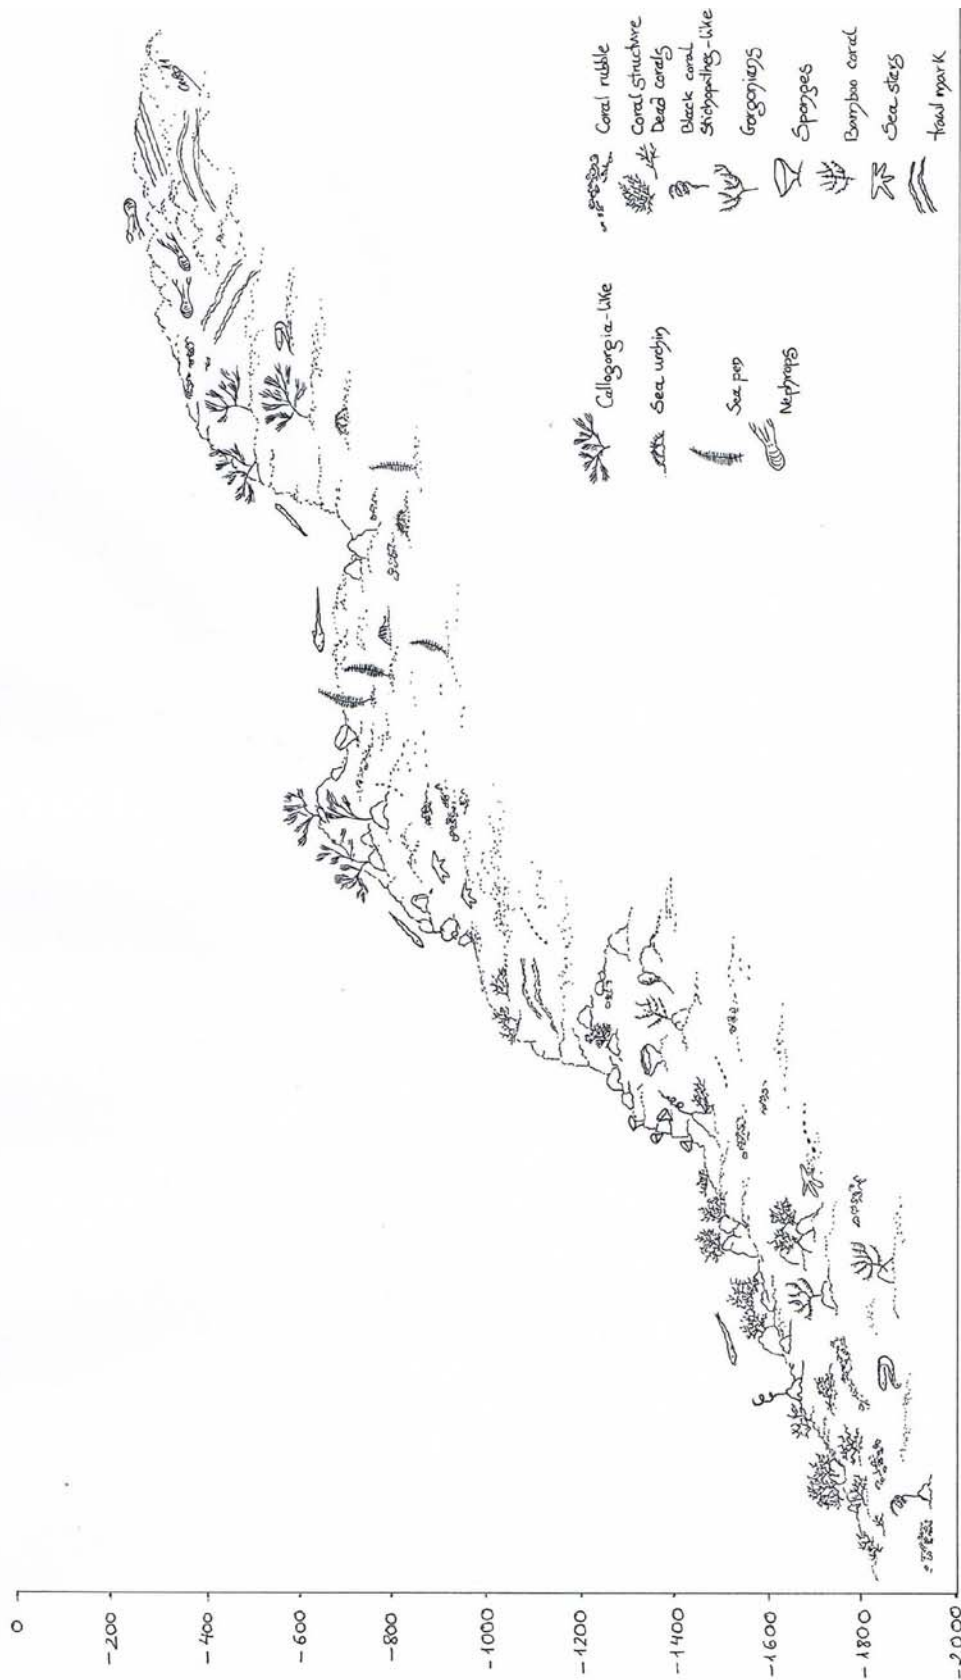 0
-200
-400
-600
-800
-1000
-1200
-1400
-1600
-1800
-2000
Callogorgia-like
Sea urchin
Sea pen
Nephrops
Coral rubble
Coral structure
Dead corals
Black coral
Stichopathes-like
Gorgonians
Sponges
Bamboo coral
Sea stars
trawl mark